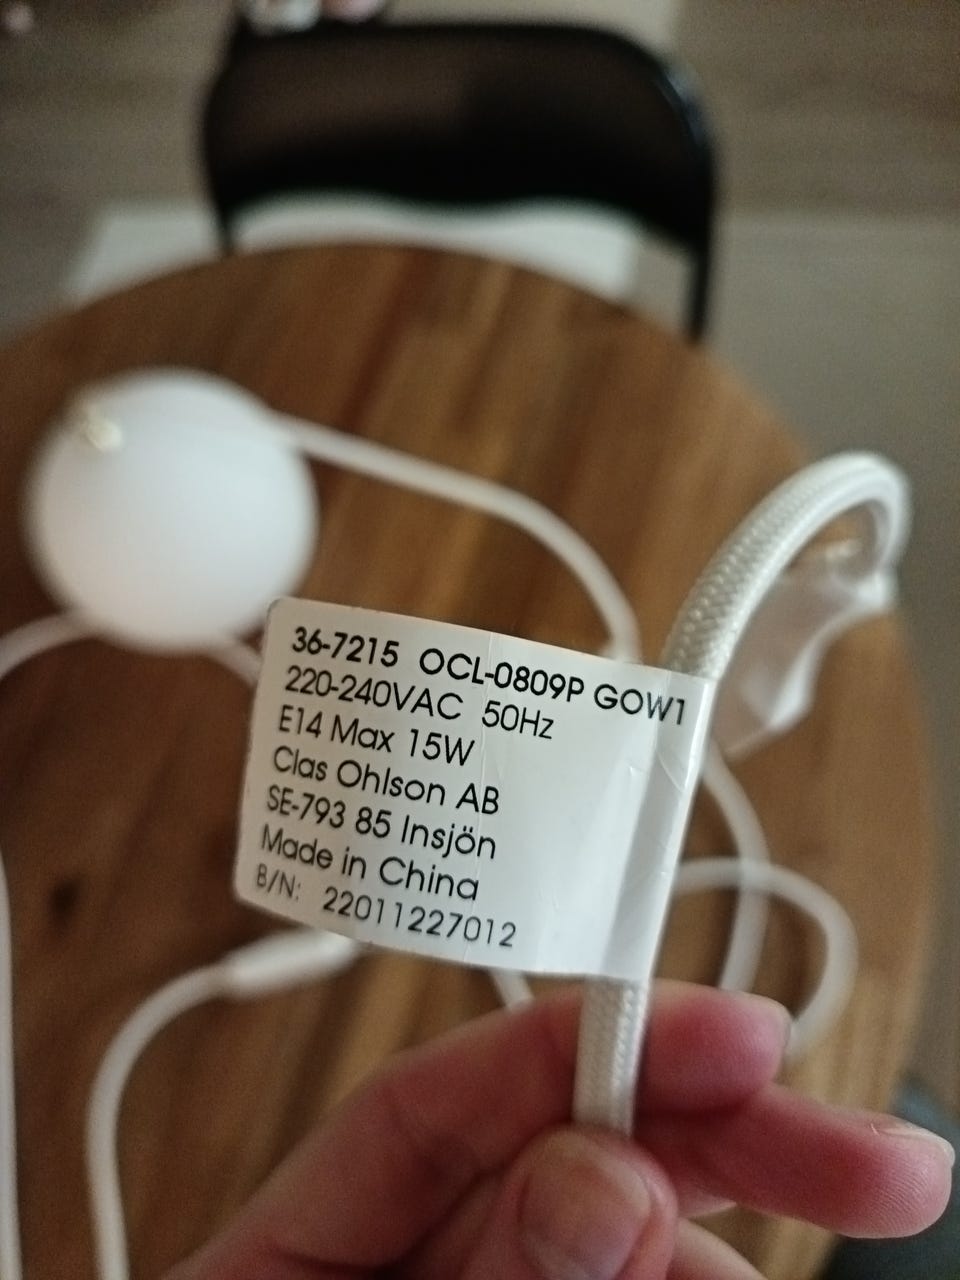 36-7215 OCL-0809P GOW1
220-240VAC 50Hz
E14 Max 15W
Clas Ohlson AB
SE-793 85 Insjön
Made in China
B/N: 22011227012